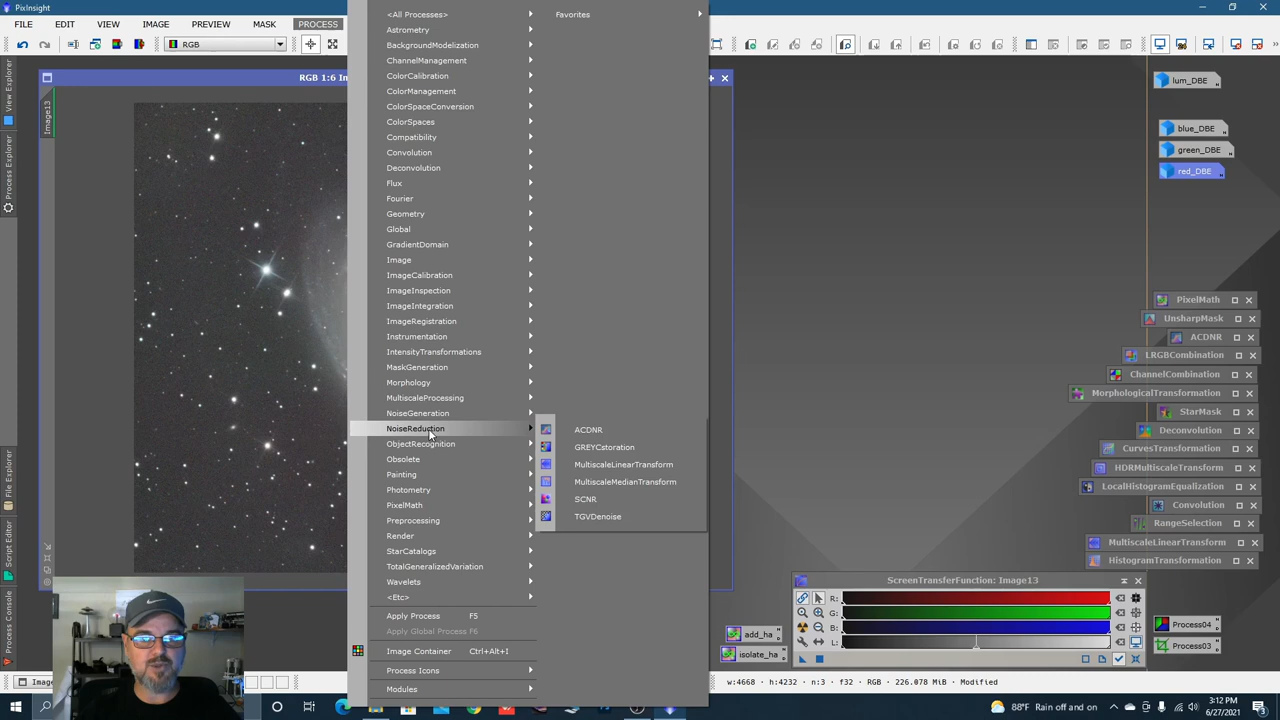 PixInsight
FILE EDIT VIEW IMAGE PREVIEW MASK PROCESS
RGB
RGB 1:6
Image13
View Explorer
Process Explorer
File Explorer
Script Editor
Process Console
<All Processes>
Astrometry
BackgroundModelization
ChannelManagement
ColorCalibration
ColorManagement
ColorSpaceConversion
ColorSpaces
Compatibility
Convolution
Deconvolution
Flux
Fourier
Geometry
Global
GradientDomain
Image
ImageCalibration
ImageInspection
ImageIntegration
ImageRegistration
Instrumentation
IntensityTransformations
MaskGeneration
Morphology
MultiscaleProcessing
NoiseGeneration
NoiseReduction
ObjectRecognition
Obsolete
Painting
Photometry
PixelMath
Preprocessing
Render
StarCatalogs
TotalGeneralizedVariation
Wavelets
<Etc>
Apply Process F5
Apply Global Process F6
Image Container Ctrl+Alt+I
Process Icons
Modules
Favorites
ACDNR
GREYCstoration
MultiscaleLinearTransform
MultiscaleMedianTransform
SCNR
TGVDenoise
lum_DBE
blue_DBE
green_DBE
red_DBE
PixelMath
UnsharpMask
ACDNR
LRGBCombination
ChannelCombination
MorphologicalTransformation
StarMask
Deconvolution
CurvesTransformation
HDRMultiscaleTransform
LocalHistogramEqualization
Convolution
RangeSelection
MultiscaleLinearTransform
HistogramTransformation
ScreenTransferFunction: Image13
R:
G:
B:
L:
add_ha
isolate_ha
Process04
Process03
w:4668 · h:4232 · n:3 · f32 · RGB · 226.078 MiB · Modified
88°F Mostly sunny
3:12 PM
6/27/2021